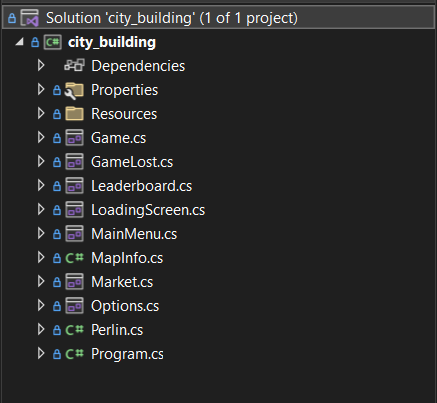 Solution 'city_building' (1 of 1 project)
C# city_building
Dependencies
Properties
Resources
Game.cs
GameLost.cs
Leaderboard.cs
LoadingScreen.cs
MainMenu.cs
C# MapInfo.cs
Market.cs
Options.cs
C# Perlin.cs
C# Program.cs